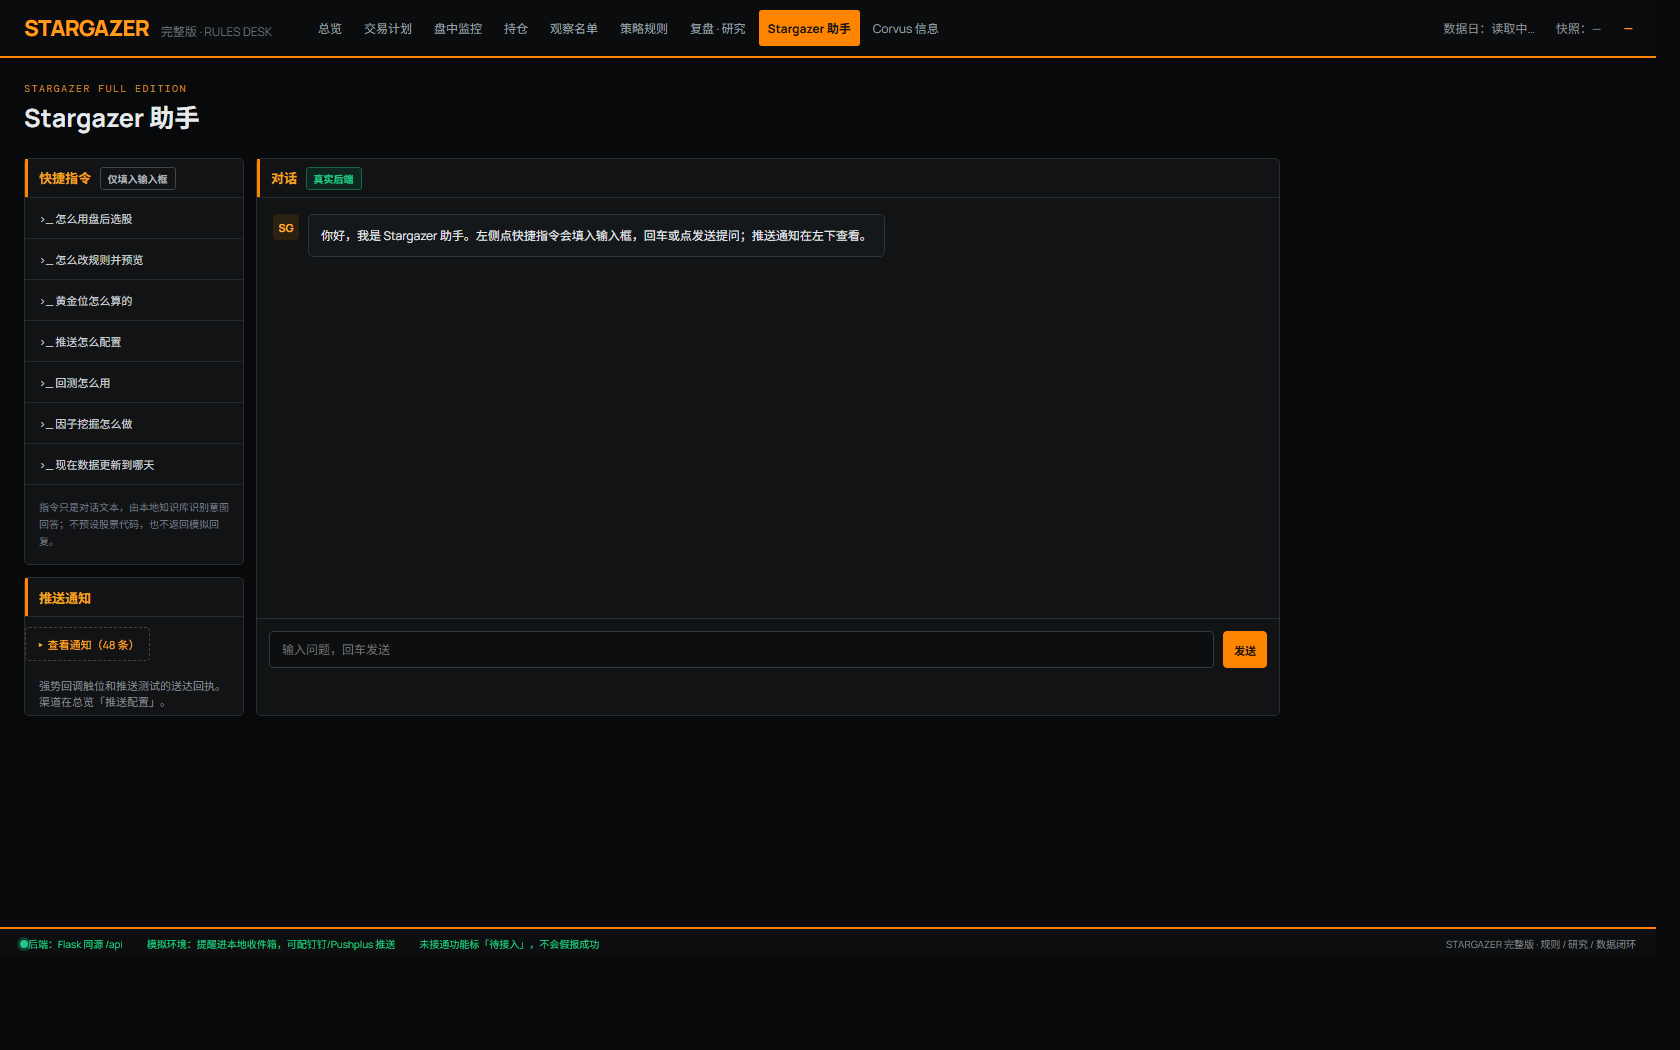 STARGAZER 完整版 · RULES DESK 总览 交易计划 盘中监控 持仓 观察名单 策略规则 复盘 · 研究 Stargazer 助手 Corvus 信息 数据日：读取中… 快照：— —
STARGAZER FULL EDITION
Stargazer 助手
快捷指令 仅填入输入框
›_ 怎么用盘后选股
›_ 怎么改规则并预览
›_ 黄金位怎么算的
›_ 推送怎么配置
›_ 回测怎么用
›_ 因子挖掘怎么做
›_ 现在数据更新到哪天
指令只是对话文本，由本地知识库识别意图
回答；不预设股票代码，也不返回模拟回
复。
推送通知
▸ 查看通知（48 条）
强势回调触位和推送测试的送达回执。
渠道在总览「推送配置」。
对话 真实后端
SG 你好，我是 Stargazer 助手。左侧点快捷指令会填入输入框，回车或点发送提问；推送通知在左下查看。
输入问题，回车发送 发送
后端：Flask 同源 /api 模拟环境：提醒进本地收件箱，可配钉钉/Pushplus 推送 未接通功能标「待接入」，不会假报成功 STARGAZER 完整版 · 规则 / 研究 / 数据闭环